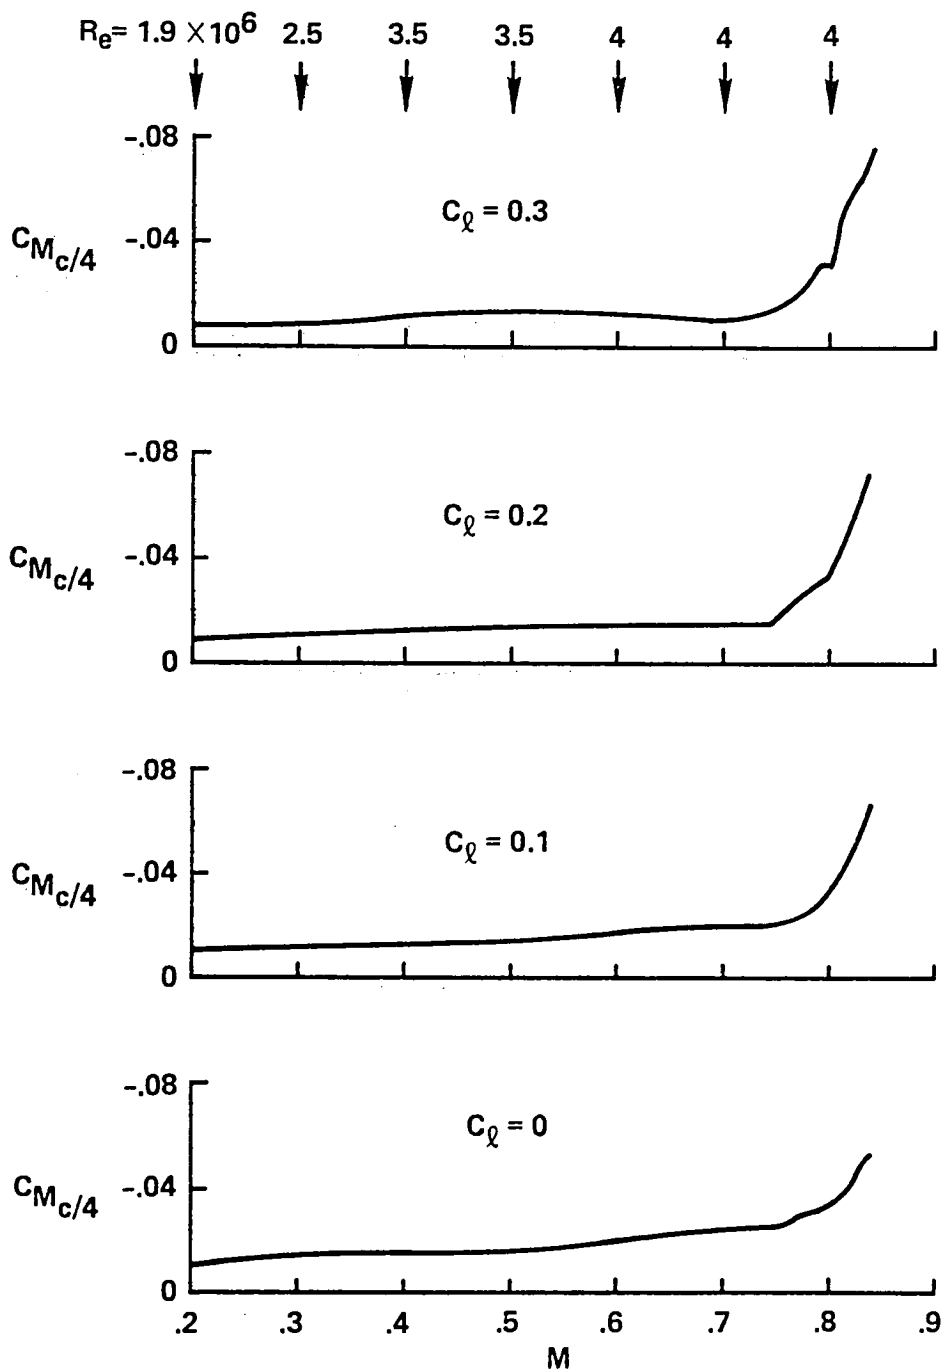 Re= 1.9 ×10⁶ 2.5 3.5 3.5 4 4 4
-.08
Cℓ = 0.3
-.04
CMc/4
0
-.08
Cℓ = 0.2
-.04
CMc/4
0
-.08
Cℓ = 0.1
-.04
CMc/4
0
-.08
Cℓ = 0
-.04
CMc/4
0
.2 .3 .4 .5 .6 .7 .8 .9
M